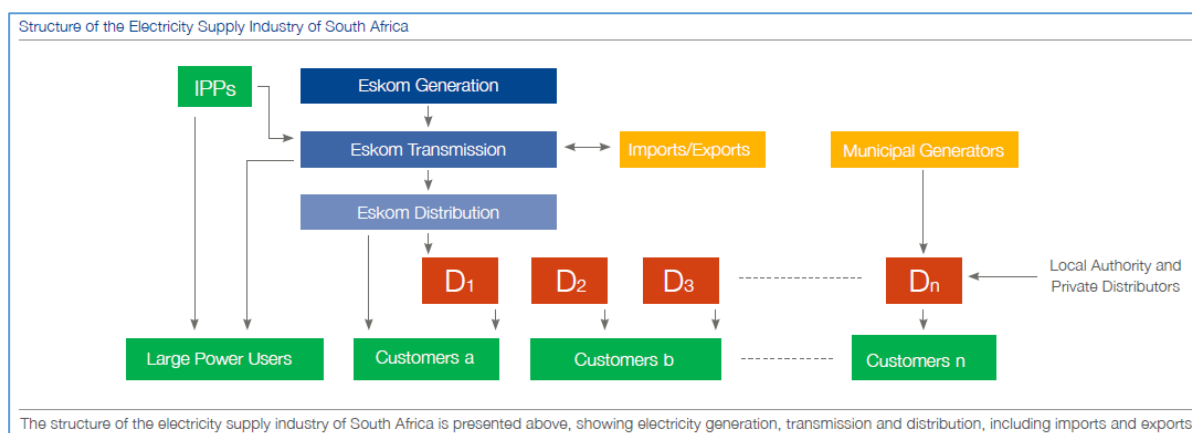 Structure of the Electricity Supply Industry of South Africa
IPPs
Eskom Generation
Eskom Transmission
Imports/Exports
Municipal Generators
Eskom Distribution
D1
D2
D3
Dn
Local Authority and
Private Distributors
Large Power Users
Customers a
Customers b
Customers n
The structure of the electricity supply industry of South Africa is presented above, showing electricity generation, transmission and distribution, including imports and exports